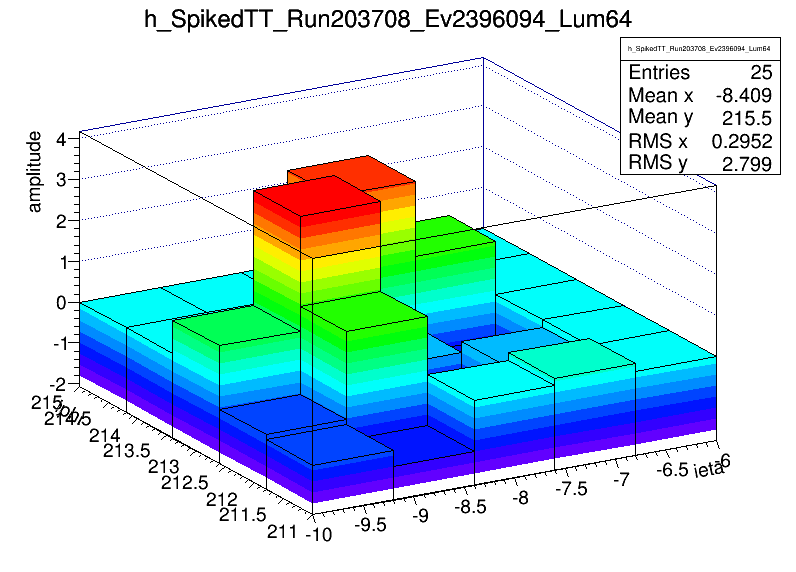 h_SpikedTT_Run203708_Ev2396094_Lum64
h_SpikedTT_Run203708_Ev2396094_Lum64
Entries 25
Mean x -8.409
Mean y 215.5
RMS x 0.2952
RMS y 2.799
amplitude
4
3
2
1
0
-1
-2
215
214.5
214
213.5
213
212.5
212
211.5
211
-10
-9.5
-9
-8.5
-8
-7.5
-7
-6.5
-6
ieta